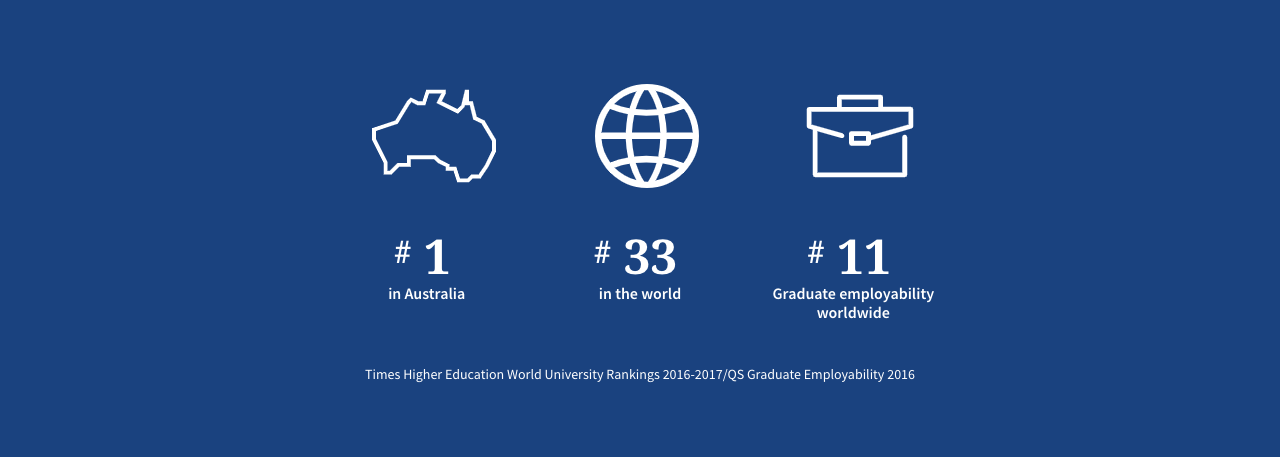 # 1
in Australia
# 33
in the world
# 11
Graduate employability
worldwide
Times Higher Education World University Rankings 2016-2017/QS Graduate Employability 2016